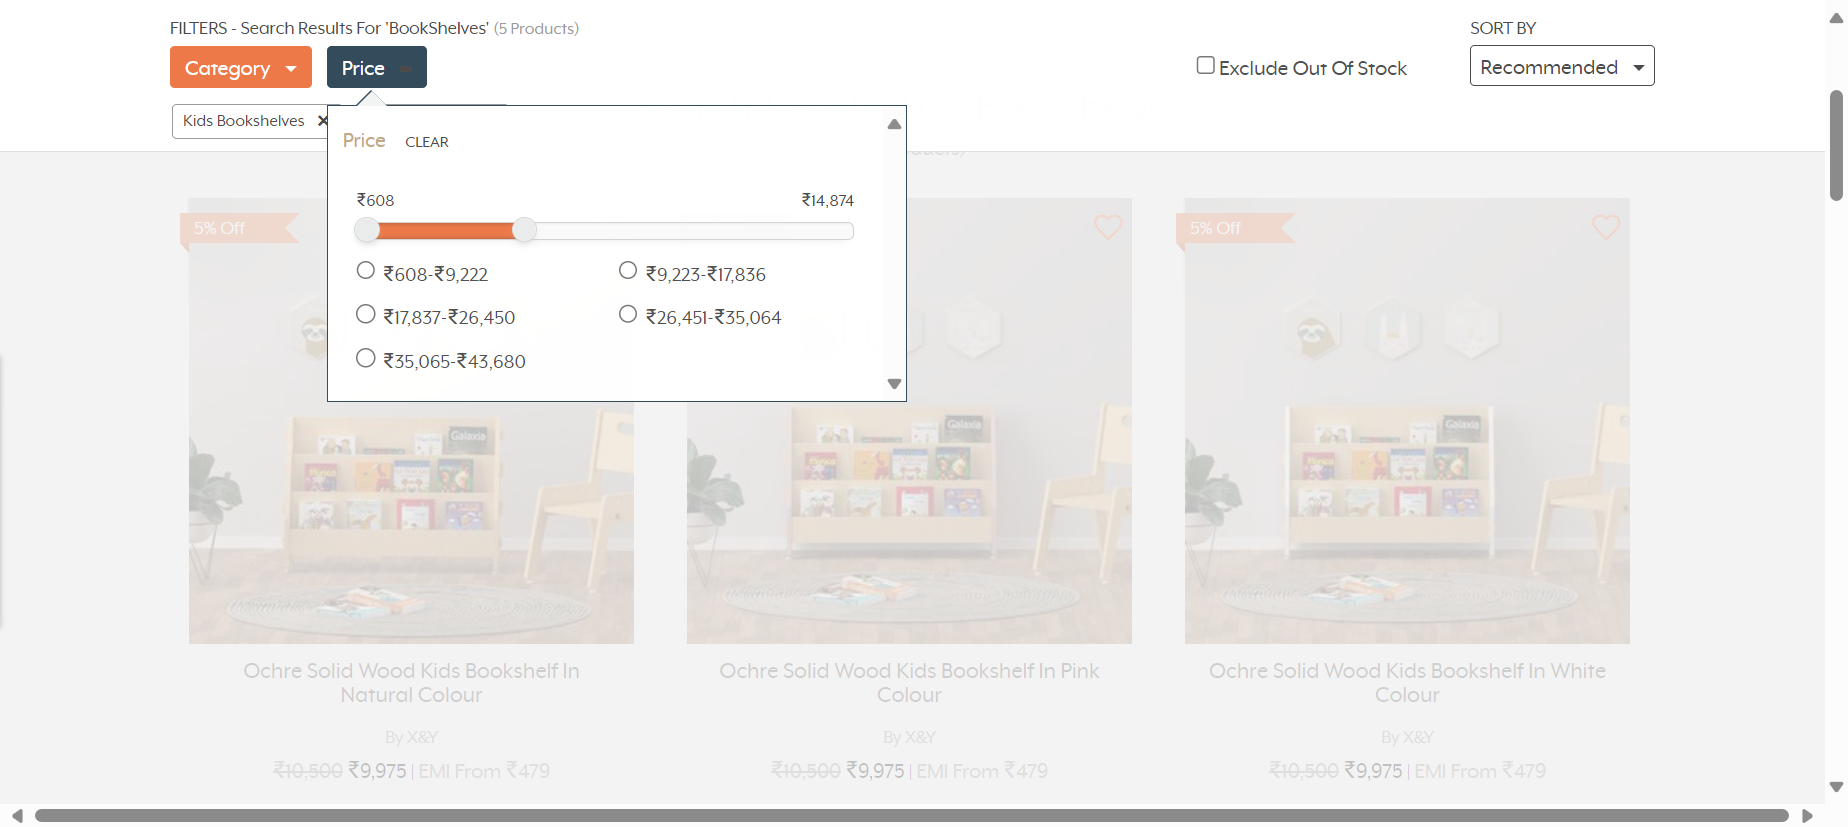 FILTERS - Search Results For 'BookShelves' (5 Products)
SORT BY
Category
Price
Exclude Out Of Stock
Recommended
Kids Bookshelves ✕
Price CLEAR
₹608 ₹14,874
₹608-₹9,222 ₹9,223-₹17,836
₹17,837-₹26,450 ₹26,451-₹35,064
₹35,065-₹43,680
5% Off
5% Off
Galaxia
Galaxia
Galaxia
Ochre Solid Wood Kids Bookshelf In
Natural Colour
By X&Y
₹10,500 ₹9,975 | EMI From ₹479
Ochre Solid Wood Kids Bookshelf In Pink
Colour
By X&Y
₹10,500 ₹9,975 | EMI From ₹479
Ochre Solid Wood Kids Bookshelf In White
Colour
By X&Y
₹10,500 ₹9,975 | EMI From ₹479